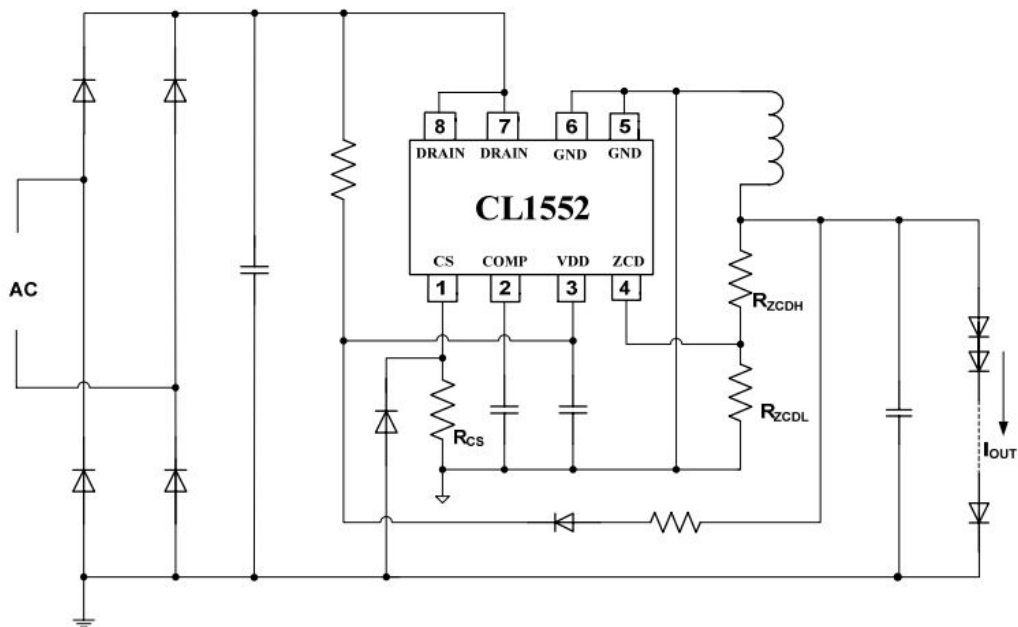 8 7 6 5
DRAIN DRAIN GND GND
CL1552
CS COMP VDD ZCD
1 2 3 4
AC
RZCDH
RZCDL
RCS
IOUT